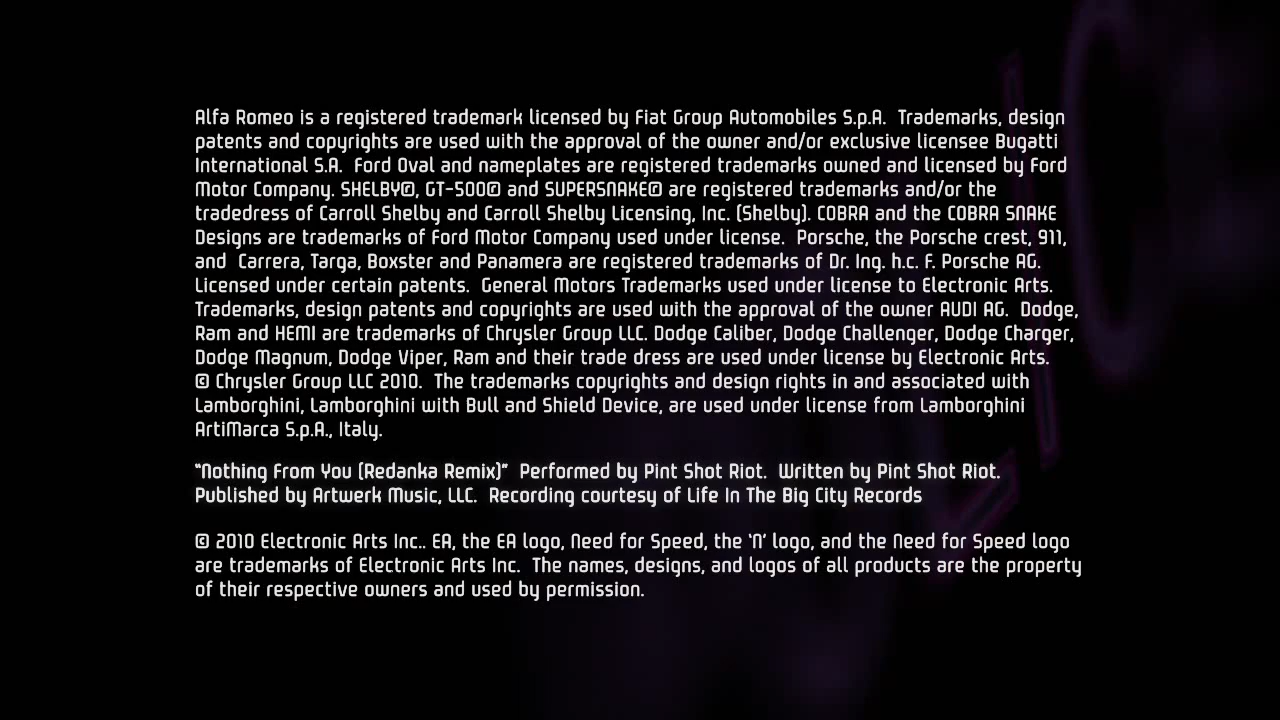 Alfa Romeo is a registered trademark licensed by Fiat Group Automobiles S.p.A.  Trademarks, design
patents and copyrights are used with the approval of the owner and/or exclusive licensee Bugatti
International S.A.  Ford Oval and nameplates are registered trademarks owned and licensed by Ford
Motor Company. SHELBY©, GT-500© and SUPERSNAKE© are registered trademarks and/or the
tradedress of Carroll Shelby and Carroll Shelby Licensing, Inc. (Shelby). COBRA and the COBRA SNAKE
Designs are trademarks of Ford Motor Company used under license.  Porsche, the Porsche crest, 911,
and  Carrera, Targa, Boxster and Panamera are registered trademarks of Dr. Ing. h.c. F. Porsche AG.
Licensed under certain patents.  General Motors Trademarks used under license to Electronic Arts.
Trademarks, design patents and copyrights are used with the approval of the owner AUDI AG.  Dodge,
Ram and HEMI are trademarks of Chrysler Group LLC. Dodge Caliber, Dodge Challenger, Dodge Charger,
Dodge Magnum, Dodge Viper, Ram and their trade dress are used under license by Electronic Arts.
© Chrysler Group LLC 2010.  The trademarks copyrights and design rights in and associated with
Lamborghini, Lamborghini with Bull and Shield Device, are used under license from Lamborghini
ArtiMarca S.p.A., Italy.
“Nothing From You (Redanka Remix)”  Performed by Pint Shot Riot.  Written by Pint Shot Riot.
Published by Artwerk Music, LLC.  Recording courtesy of Life In The Big City Records
© 2010 Electronic Arts Inc.. EA, the EA logo, Need for Speed, the ‘N’ logo, and the Need for Speed logo
are trademarks of Electronic Arts Inc.  The names, designs, and logos of all products are the property
of their respective owners and used by permission.